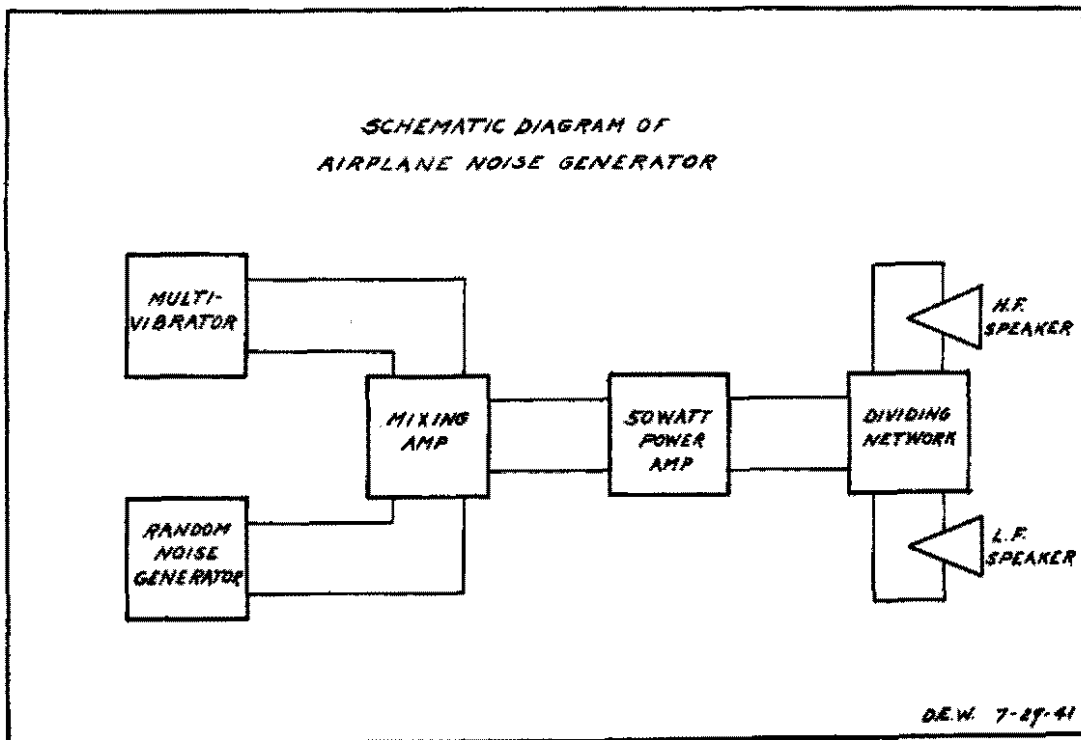 SCHEMATIC DIAGRAM OF
AIRPLANE NOISE GENERATOR
MULTI-
VIBRATOR
H.F.
SPEAKER
MIXING
AMP
50 WATT
POWER
AMP
DIVIDING
NETWORK
RANDOM
NOISE
GENERATOR
L.F.
SPEAKER
D.E.W. 7-29-41